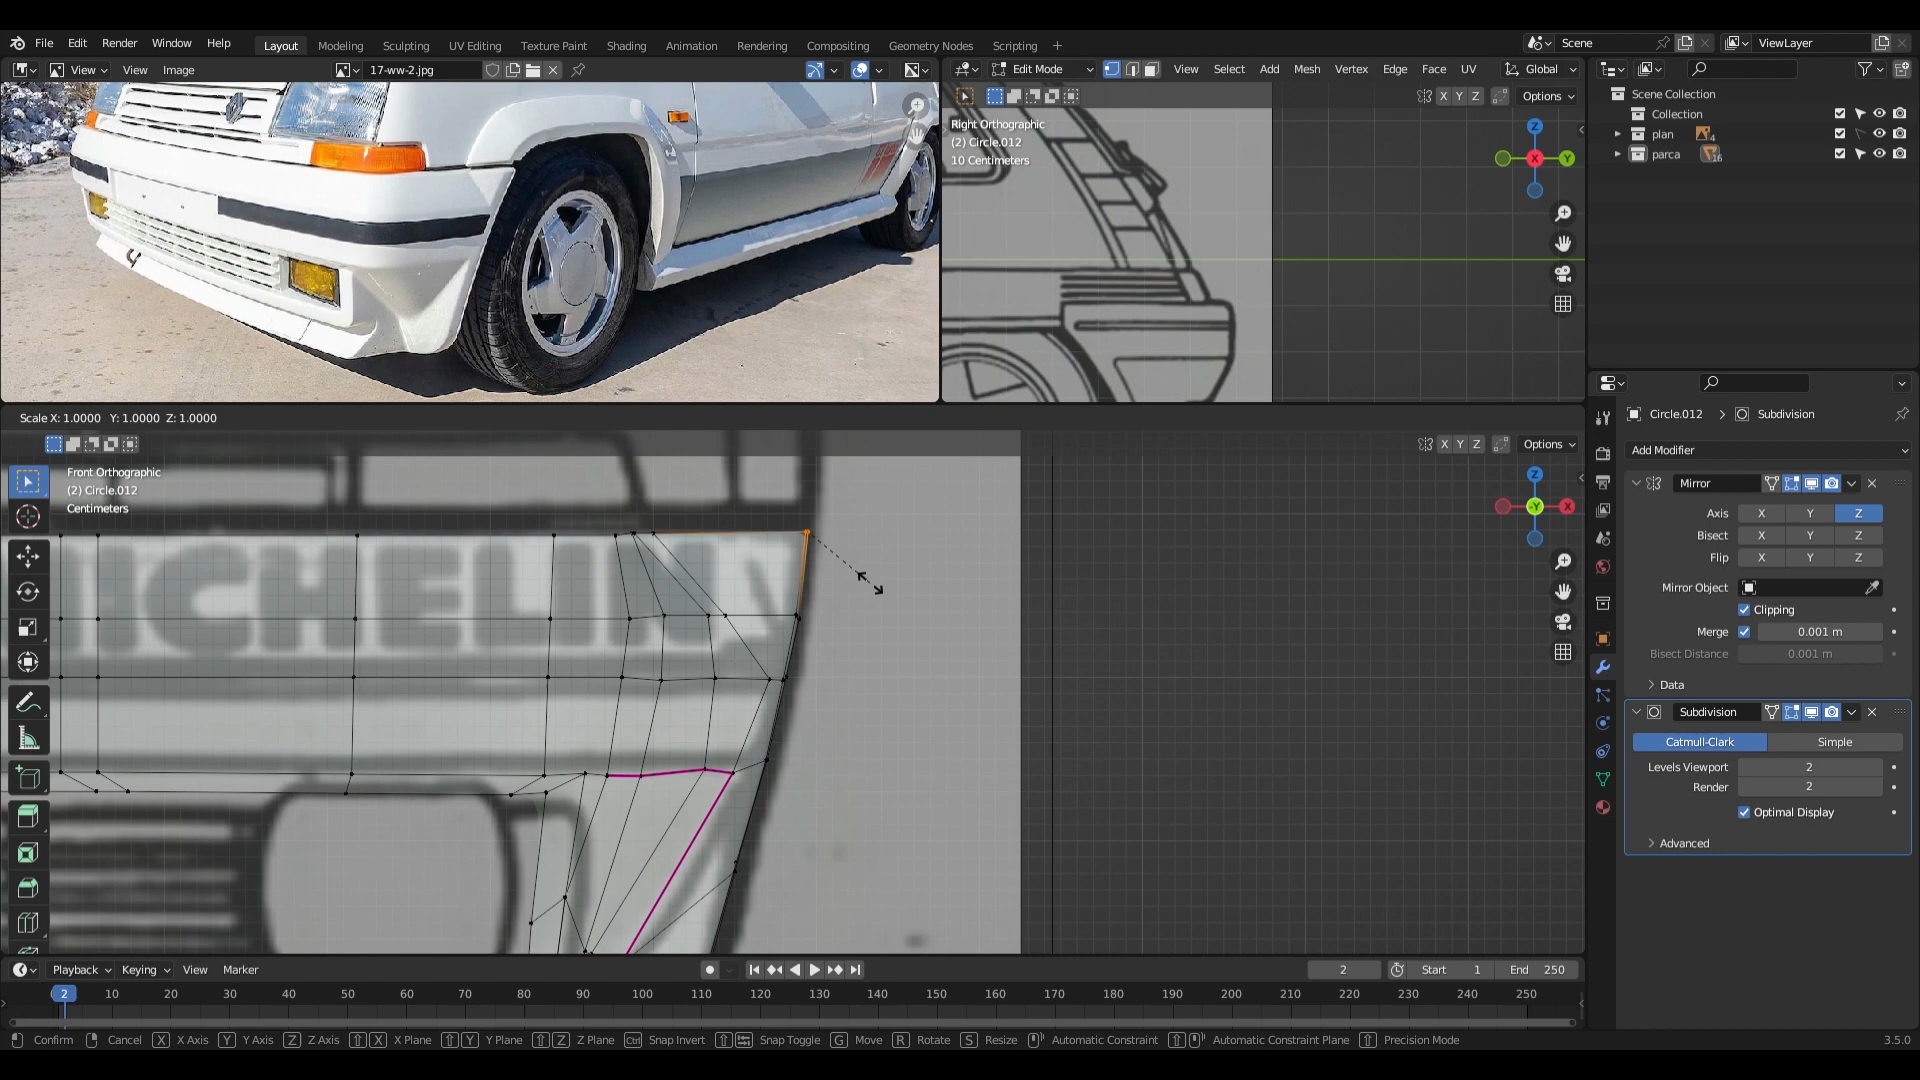 File Edit Render Window Help
Layout Modeling Sculpting UV Editing Texture Paint Shading Animation Rendering Compositing Geometry Nodes Scripting +
Scene
ViewLayer
View View Image
17-ww-2.jpg
Edit Mode
View Select Add Mesh Vertex Edge Face UV
Global
X Y Z Options
Right Orthographic
(2) Circle.012
10 Centimeters
Z
X
Y
Scene Collection
Collection
plan 4
parca 16
Scale X: 1.0000 Y: 1.0000 Z: 1.0000
X Y Z Options
Front Orthographic
(2) Circle.012
Centimeters
Z
-Y
X
ICHELIN
Circle.012 > Subdivision
Add Modifier
Mirror
Axis X Y Z
Bisect X Y Z
Flip X Y Z
Mirror Object
Clipping
Merge 0.001 m
Bisect Distance 0.001 m
Data
Subdivision
Catmull-Clark Simple
Levels Viewport 2
Render 2
Optimal Display
Advanced
Playback Keying View Marker
2 Start 1 End 250
2 10 20 30 40 50 60 70 80 90 100 110 120 130 140 150 160 170 180 190 200 210 220 230 240 250
Confirm Cancel X X Axis Y Y Axis Z Z Axis X X Plane Y Y Plane Z Z Plane Ctrl Snap Invert Snap Toggle G Move R Rotate S Resize Automatic Constraint Automatic Constraint Plane Precision Mode
3.5.0